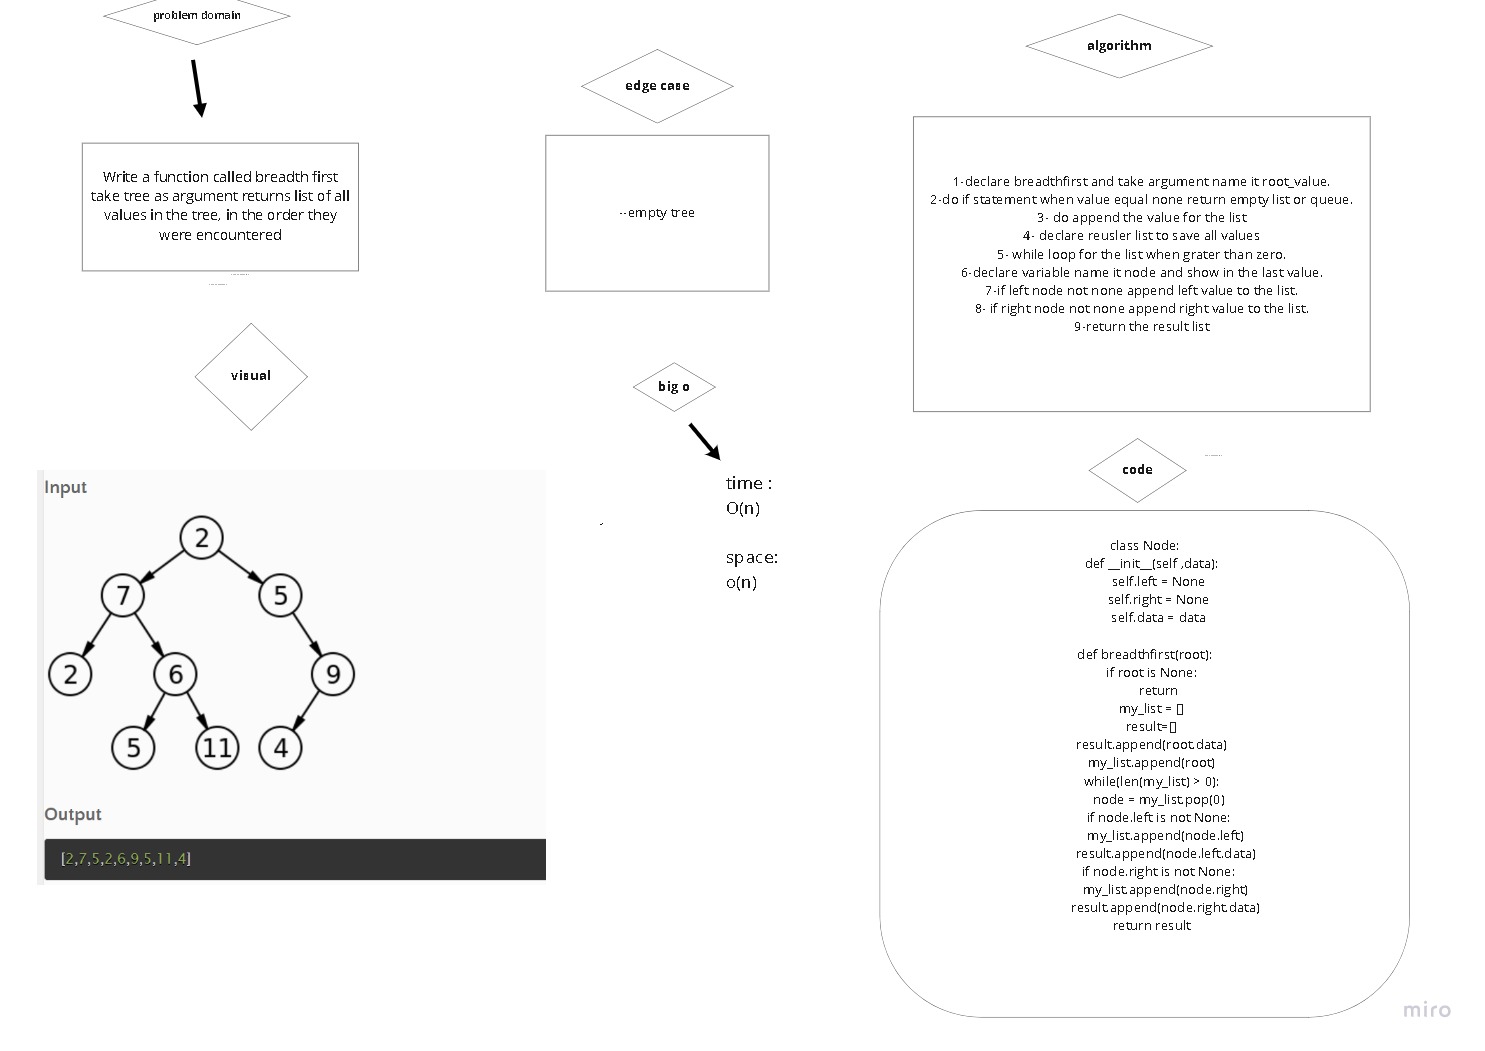 problem domain
Write a function called breadth first
take tree as argument returns list of all
values in the tree, in the order they
were encountered
visual
Input
2
7
5
2
6
9
5
11
4
Output
[2,7,5,2,6,9,5,11,4]
edge case
--empty tree
big o
time :
O(n)
space:
o(n)
algorithm
1-declare breadthfirst and take argument name it root_value.
2-do if statement when value equal none return empty list or queue.
3- do append the value for the list
4- declare reusler list to save all values
5- while loop for the list when grater than zero.
6-declare variable name it node and show in the last value.
7-if left node not none append left value to the list.
8- if right node not none append right value to the list.
9-return the result list
code
class Node:
def __init__(self ,data):
self.left = None
self.right = None
self.data = data
def breadthfirst(root):
if root is None:
return
my_list = []
result=[]
result.append(root.data)
my_list.append(root)
while(len(my_list) > 0):
node = my_list.pop(0)
if node.left is not None:
my_list.append(node.left)
result.append(node.left.data)
if node.right is not None:
my_list.append(node.right)
result.append(node.right.data)
return result
miro